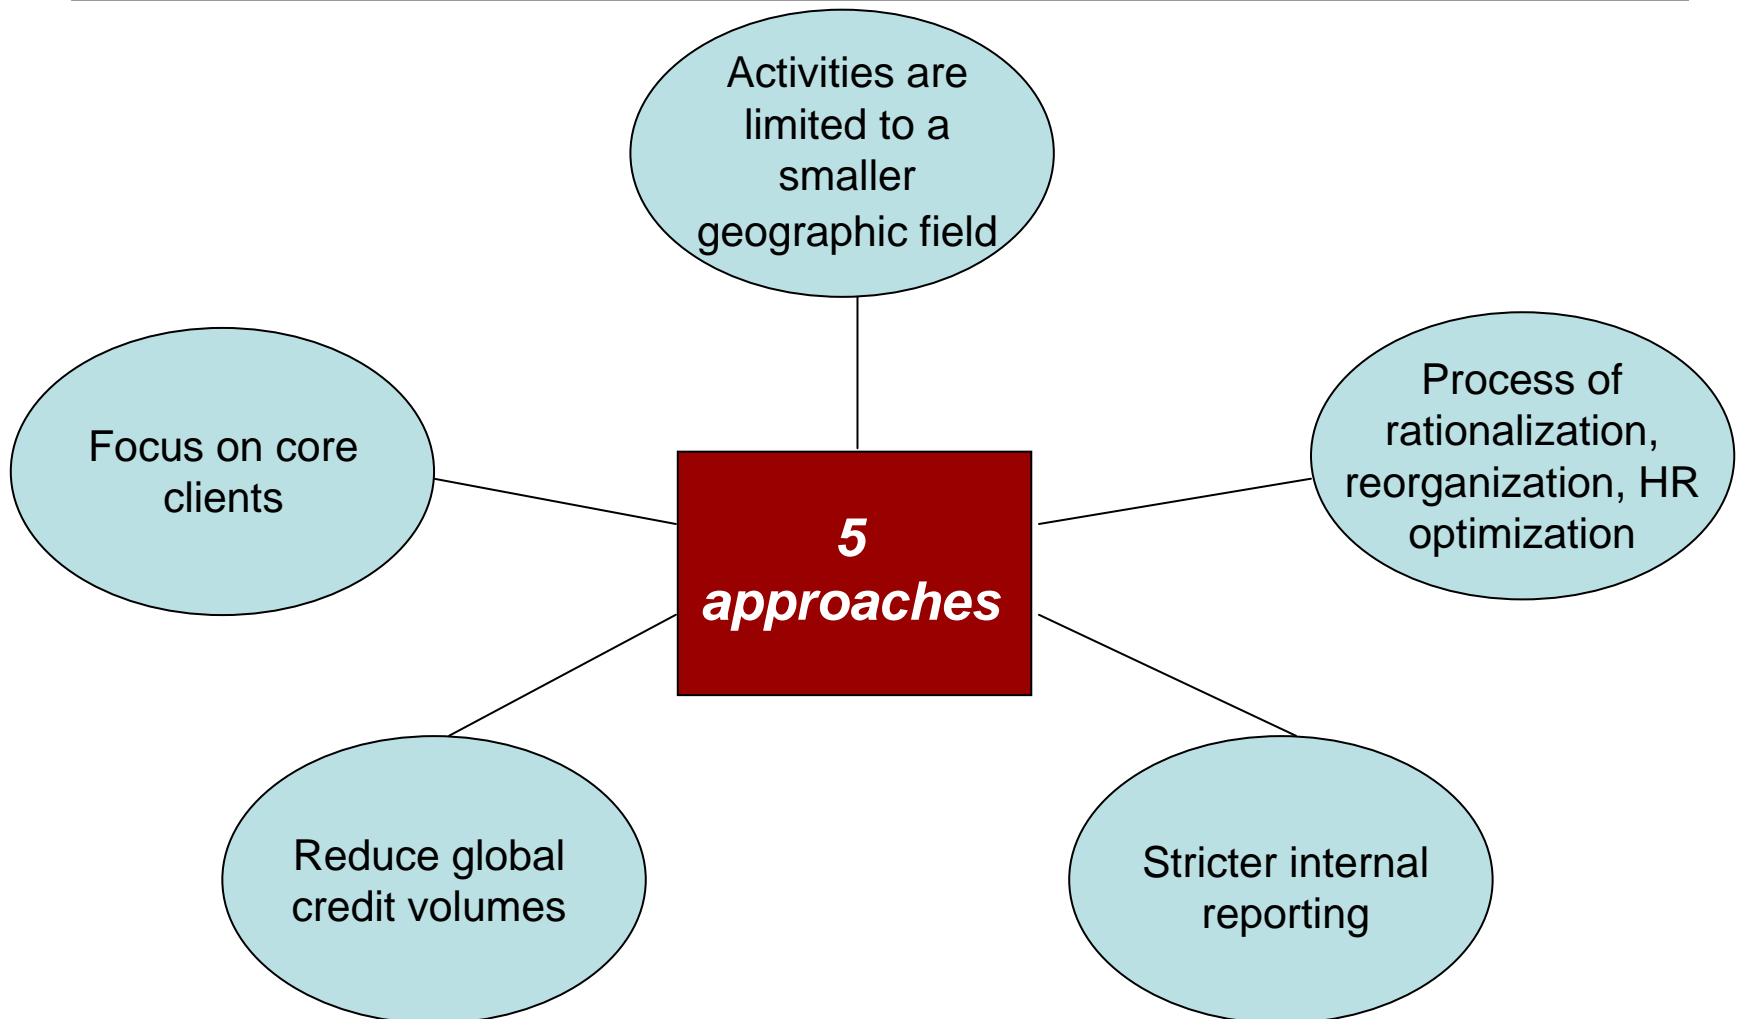 Activities are
limited to a
smaller
geographic field
Focus on core
clients
Process of
rationalization,
reorganization, HR
optimization
5
approaches
Reduce global
credit volumes
Stricter internal
reporting